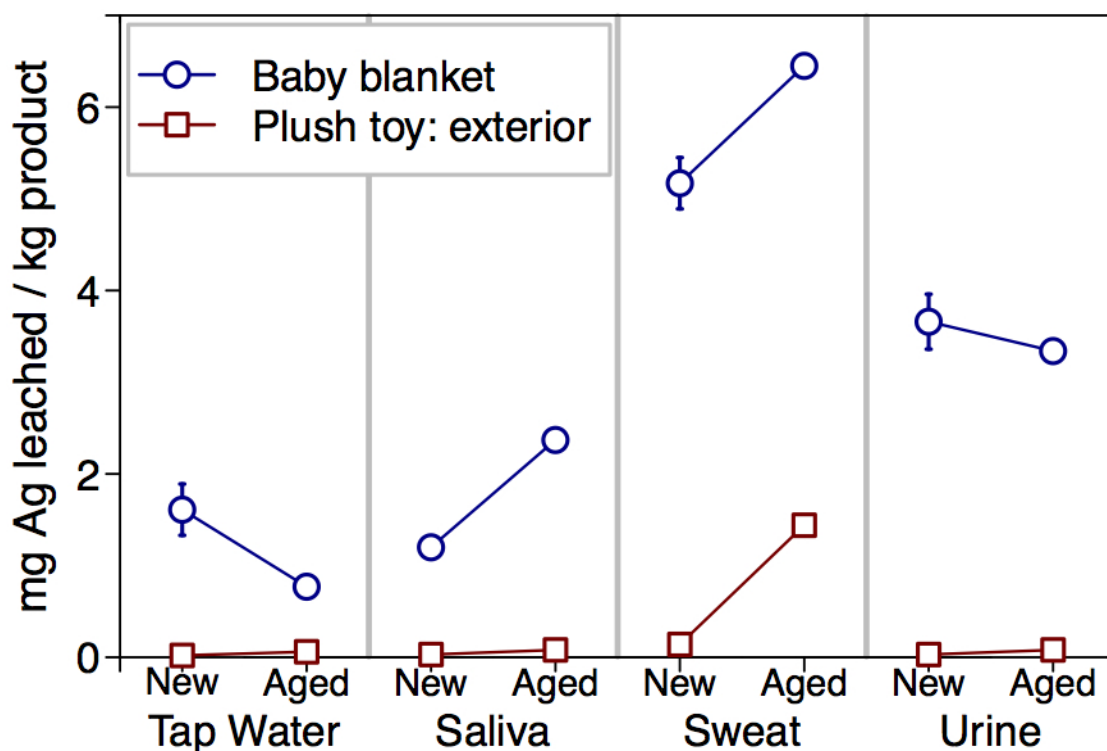 mg Ag leached / kg product
6
4
2
0
Baby blanket
Plush toy: exterior
New Aged New Aged New Aged New Aged
Tap Water Saliva Sweat Urine